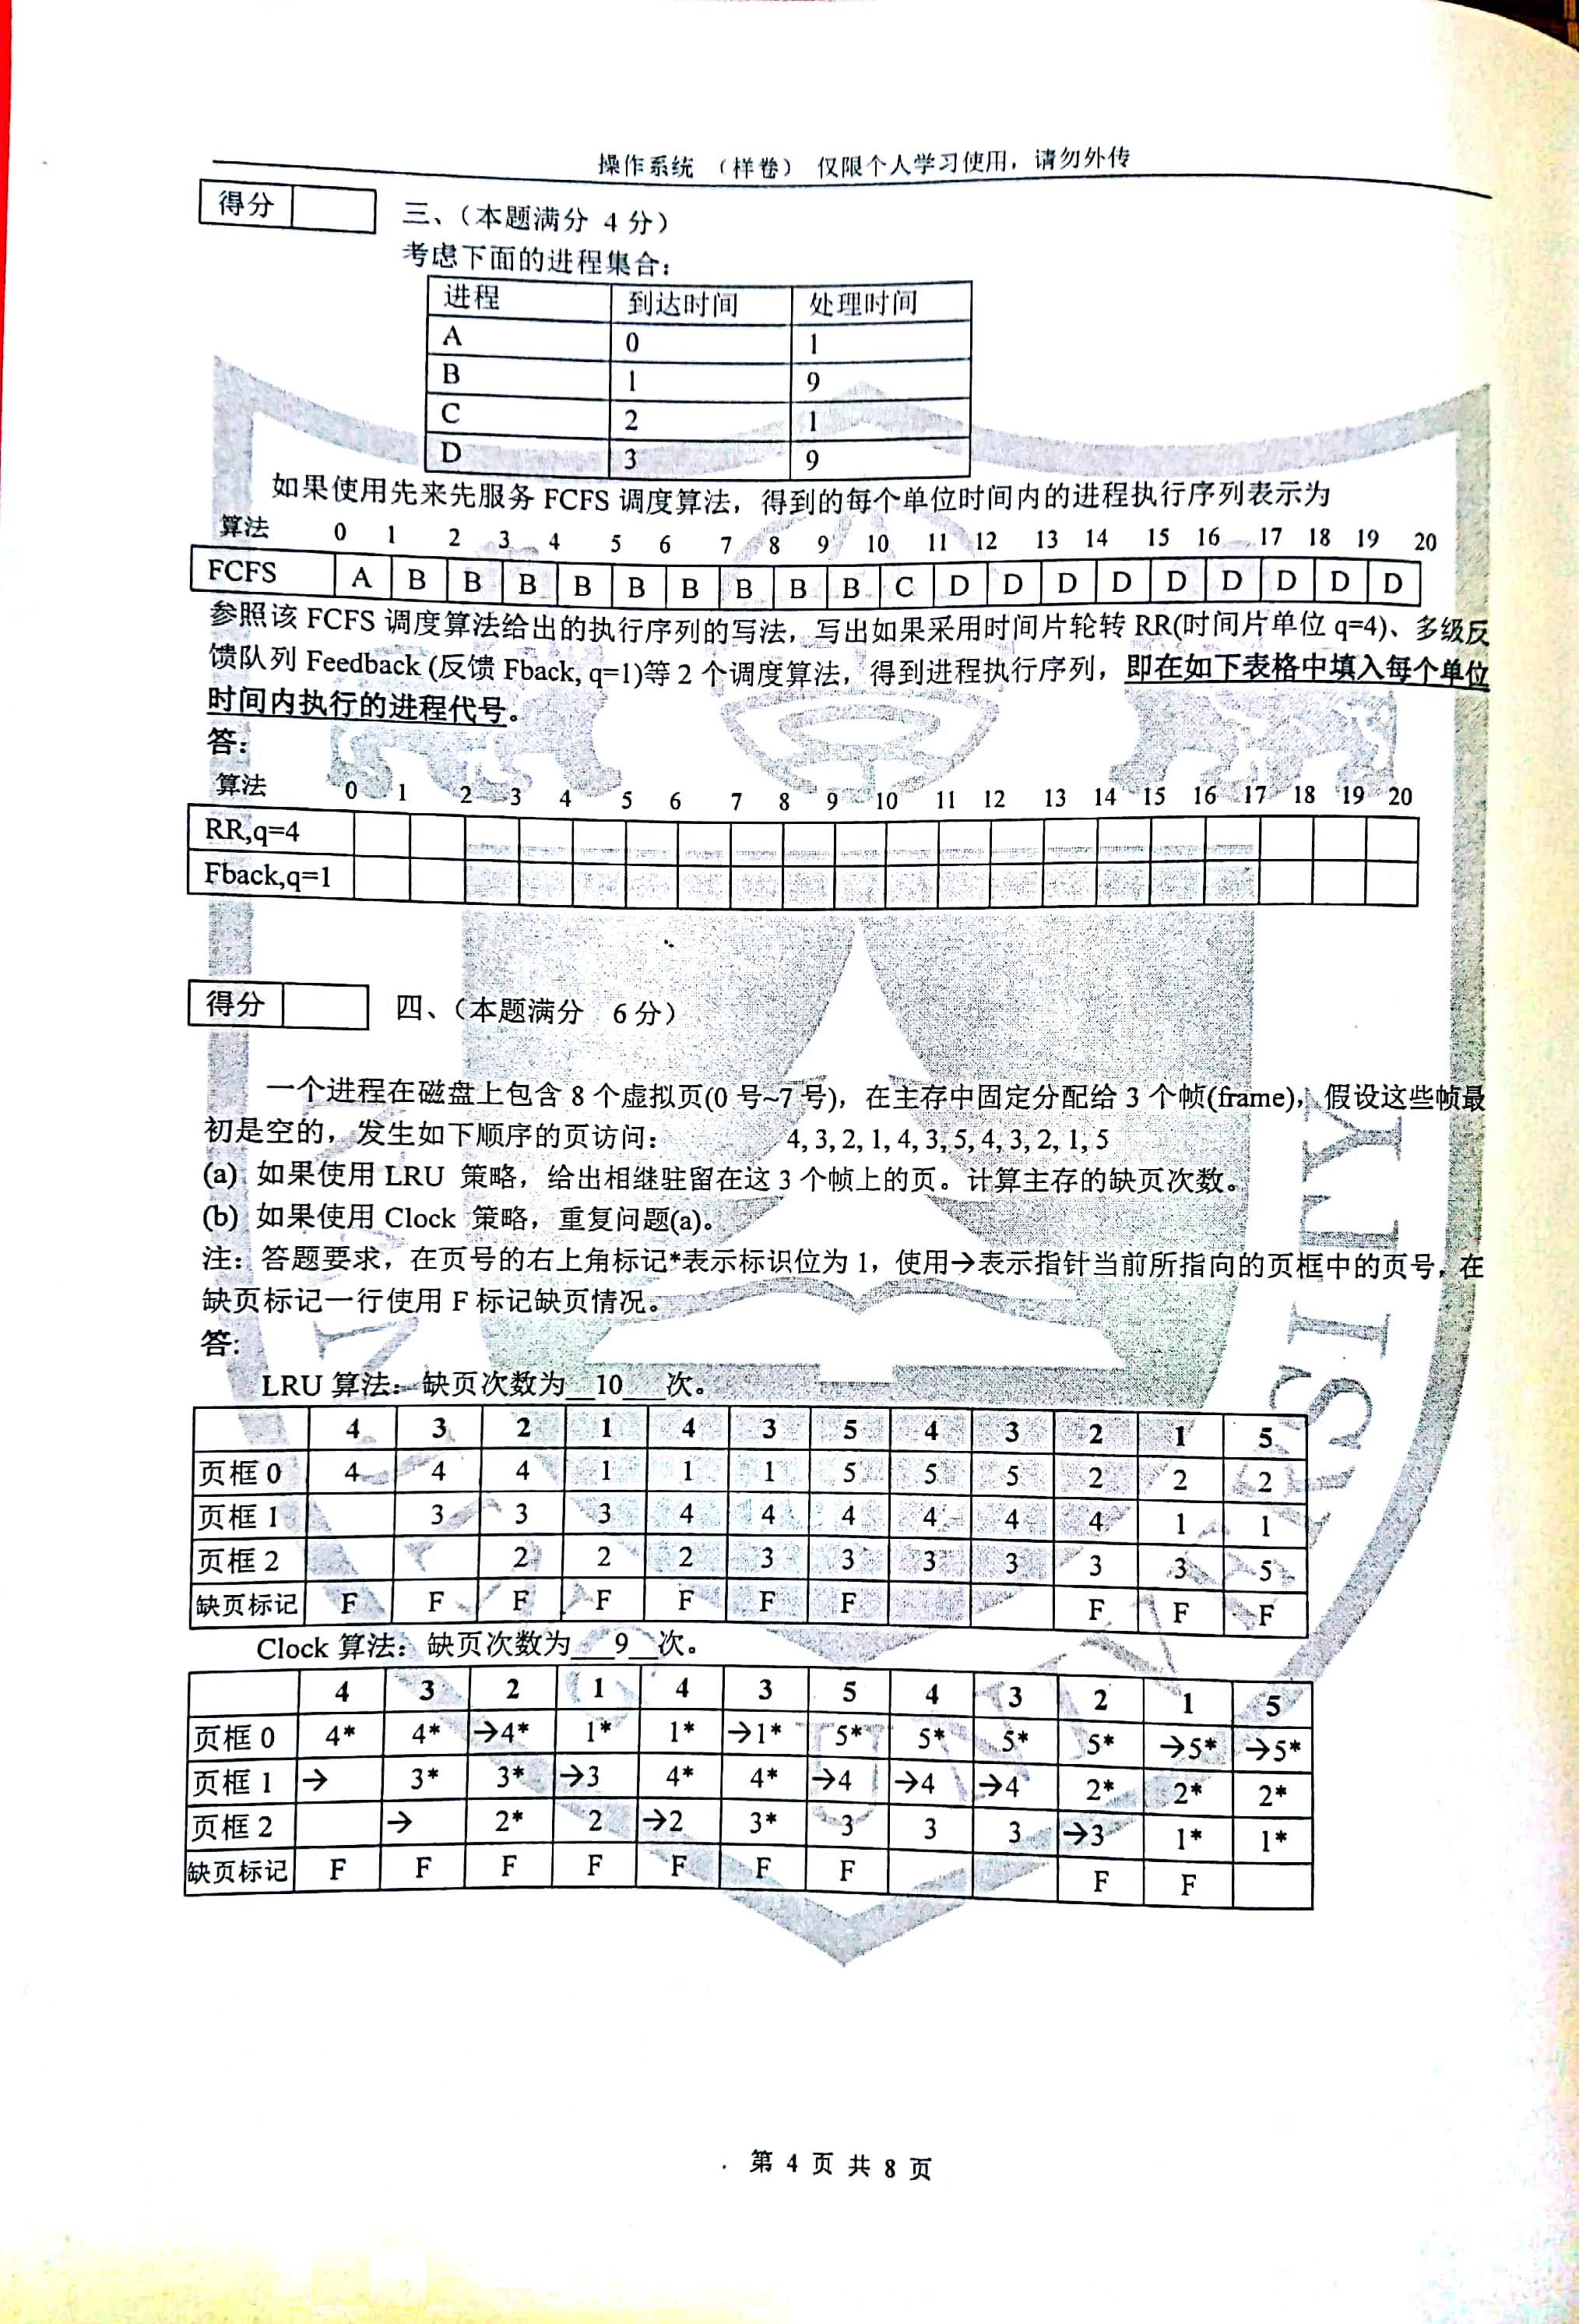 操作系统 （样卷） 仅限个人学习使用，请勿外传
得分
三、（本题满分 4 分）
考虑下面的进程集合：
进程 到达时间 处理时间
A 0 1
B 1 9
C 2 1
D 3 9
如果使用先来先服务 FCFS 调度算法，得到的每个单位时间内的进程执行序列表示为
算法 0 1 2 3 4 5 6 7 8 9 10 11 12 13 14 15 16 17 18 19 20
FCFS A B B B B B B B B B C D D D D D D D D D
参照该 FCFS 调度算法给出的执行序列的写法，写出如果采用时间片轮转 RR(时间片单位 q=4)、多级反
馈队列 Feedback (反馈 Fback, q=1)等 2 个调度算法，得到进程执行序列，即在如下表格中填入每个单位
时间内执行的进程代号。
答：
算法 0 1 2 3 4 5 6 7 8 9 10 11 12 13 14 15 16 17 18 19 20
RR,q=4
Fback,q=1
得分
四、（本题满分 6 分）
一个进程在磁盘上包含 8 个虚拟页(0 号~7 号)，在主存中固定分配给 3 个帧(frame)，假设这些帧最
初是空的，发生如下顺序的页访问： 4, 3, 2, 1, 4, 3, 5, 4, 3, 2, 1, 5
(a) 如果使用 LRU 策略，给出相继驻留在这 3 个帧上的页。计算主存的缺页次数。
(b) 如果使用 Clock 策略，重复问题(a)。
注：答题要求，在页号的右上角标记*表示标识位为 1，使用→表示指针当前所指向的页框中的页号，在
缺页标记一行使用 F 标记缺页情况。
答:
LRU 算法：缺页次数为__10___次。
4 3 2 1 4 3 5 4 3 2 1 5
页框 0 4 4 4 1 1 1 5 5 5 2 2 2
页框 1 3 3 3 4 4 4 4 4 4 1 1
页框 2 2 2 2 3 3 3 3 3 3 5
缺页标记 F F F F F F F F F F
Clock 算法：缺页次数为___9__次。
4 3 2 1 4 3 5 4 3 2 1 5
页框 0 4* 4* →4* 1* 1* →1* 5* 5* 5* 5* →5* →5*
页框 1 → 3* 3* →3 4* 4* →4 →4 →4 2* 2* 2*
页框 2 → 2* 2 →2 3* 3 3 3 →3 1* 1*
缺页标记 F F F F F F F F F
第 4 页 共 8 页